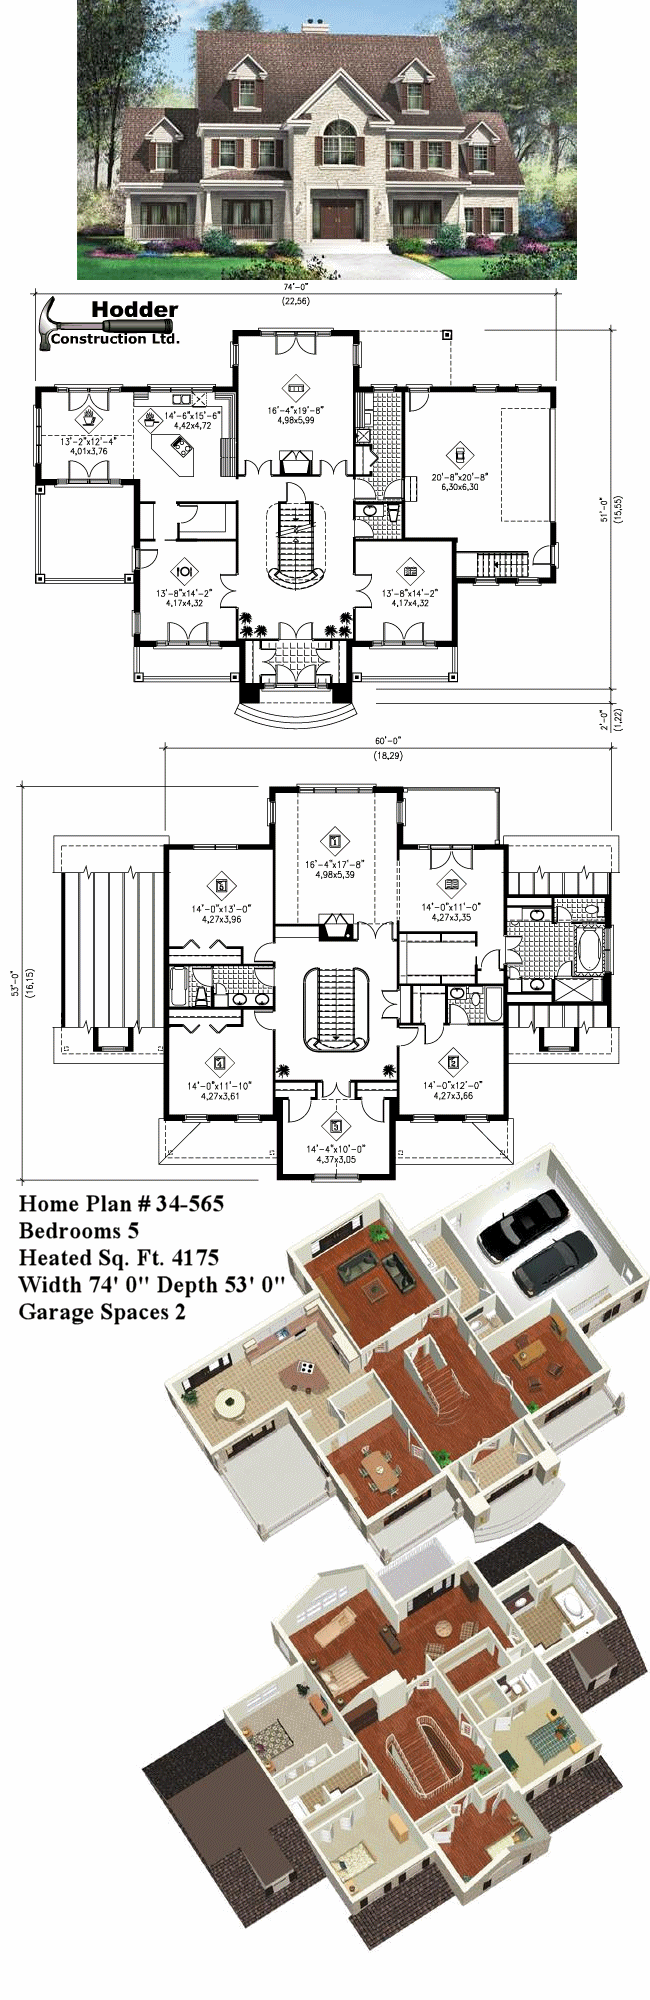 74'-0"
(22,56)
Hodder
Construction Ltd.
16'-4"x19'-8"
4,98x5,99
14'-6"x15'-6"
4,42x4,72
13'-2"x12'-4"
4,01x3,76
20'-8"x20'-8"
6,30x6,30
51'-0"
(15,55)
13'-8"x14'-2"
4,17x4,32
13'-8"x14'-2"
4,17x4,32
2'-0"
(1,22)
60'-0"
(18,29)
1
16'-4"x17'-8"
4,98x5,39
5
14'-0"x13'-0"
4,27x3,96
14'-0"x11'-0"
4,27x3,35
53'-0"
(16,15)
4
14'-0"x11'-10"
4,27x3,61
2
14'-0"x12'-0"
4,27x3,66
3
14'-4"x10'-0"
4,37x3,05
Home Plan # 34-565
Bedrooms 5
Heated Sq. Ft. 4175
Width 74' 0" Depth 53' 0"
Garage Spaces 2